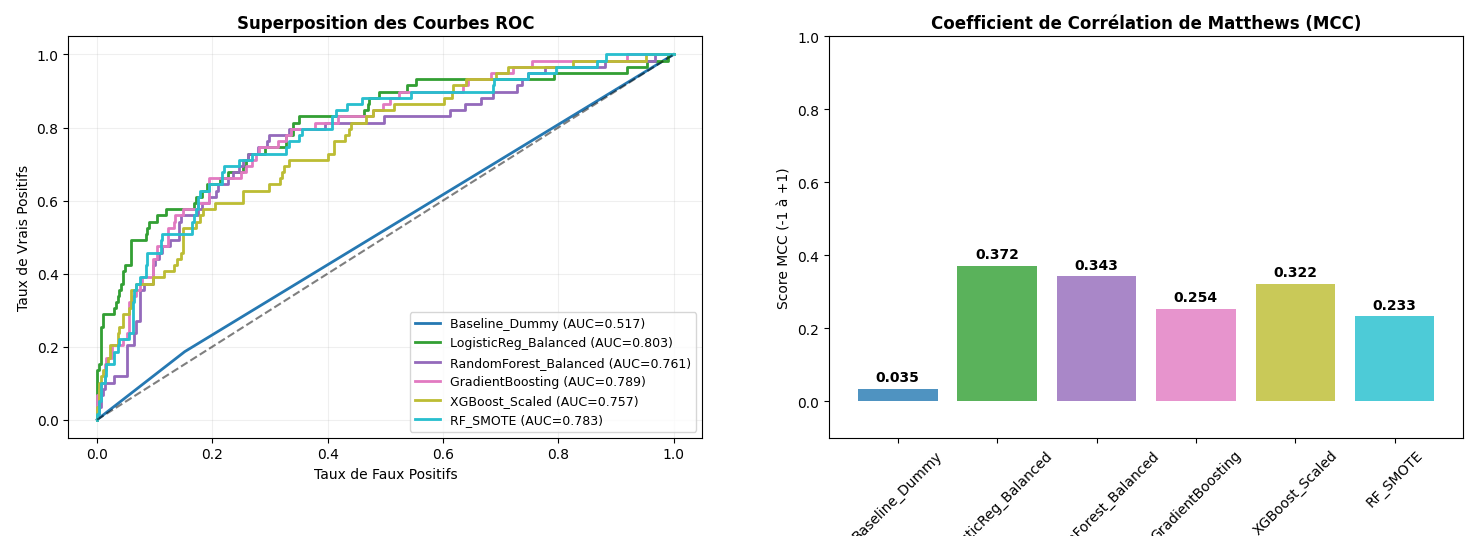 Superposition des Courbes ROC
Taux de Vrais Positifs
1.0
0.8
0.6
0.4
0.2
0.0
Baseline_Dummy (AUC=0.517)
LogisticReg_Balanced (AUC=0.803)
RandomForest_Balanced (AUC=0.761)
GradientBoosting (AUC=0.789)
XGBoost_Scaled (AUC=0.757)
RF_SMOTE (AUC=0.783)
0.0 0.2 0.4 0.6 0.8 1.0
Taux de Faux Positifs
Coefficient de Corrélation de Matthews (MCC)
Score MCC (-1 à +1)
1.0
0.8
0.6
0.4
0.2
0.0
0.035
0.372
0.343
0.254
0.322
0.233
Baseline_Dummy
ticReg_Balanced
Forest_Balanced
GradientBoosting
XGBoost_Scaled
RF_SMOTE